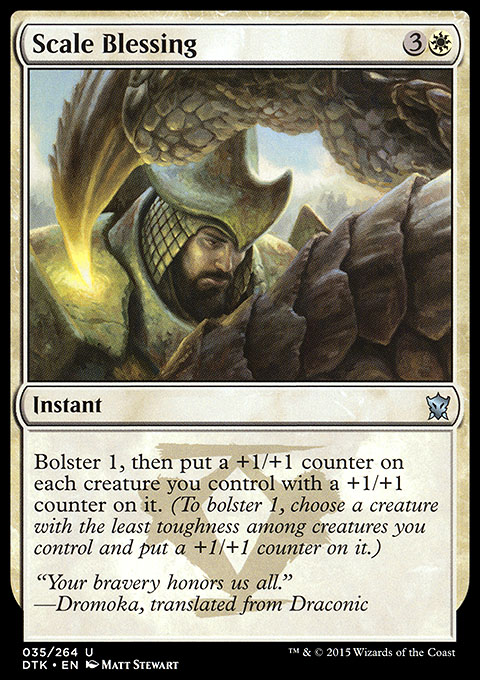 Scale Blessing 3
Instant
Bolster 1, then put a +1/+1 counter on
each creature you control with a +1/+1
counter on it. (To bolster 1, choose a creature
with the least toughness among creatures you
control and put a +1/+1 counter on it.)
“Your bravery honors us all.”
—Dromoka, translated from Draconic
035/264 U
DTK • EN Matt Stewart
™ & © 2015 Wizards of the Coast